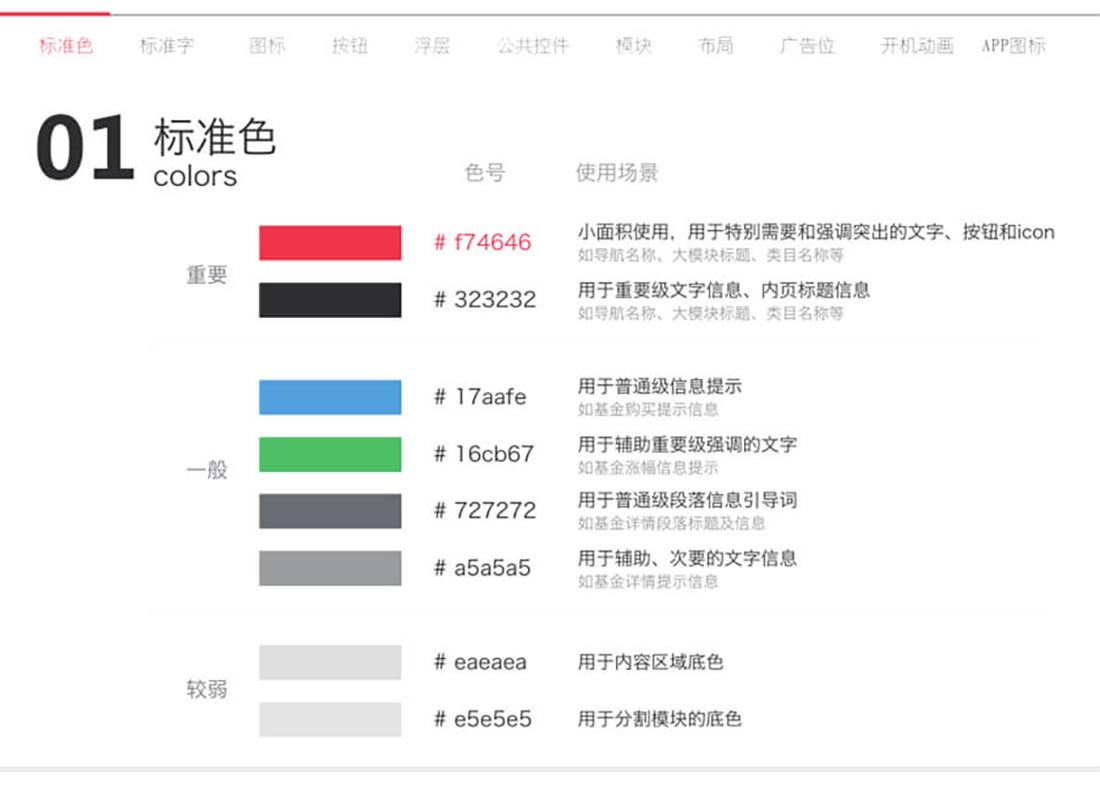 标准色 标准字 图标 按钮 浮层 公共控件 模块 布局 广告位 开机动画 APP图标
01 标准色
colors
色号 使用场景
重要
# f74646 小面积使用，用于特别需要和强调突出的文字、按钮和icon
如导航名称、大模块标题、类目名称等
# 323232 用于重要级文字信息、内页标题信息
如导航名称、大模块标题、类目名称等
一般
# 17aafe 用于普通级信息提示
如基金购买提示信息
# 16cb67 用于辅助重要级强调的文字
如基金涨幅信息提示
# 727272 用于普通级段落信息引导词
如基金详情段落标题及信息
# a5a5a5 用于辅助、次要的文字信息
如基金详情提示信息
较弱
# eaeaea 用于内容区域底色
# e5e5e5 用于分割模块的底色